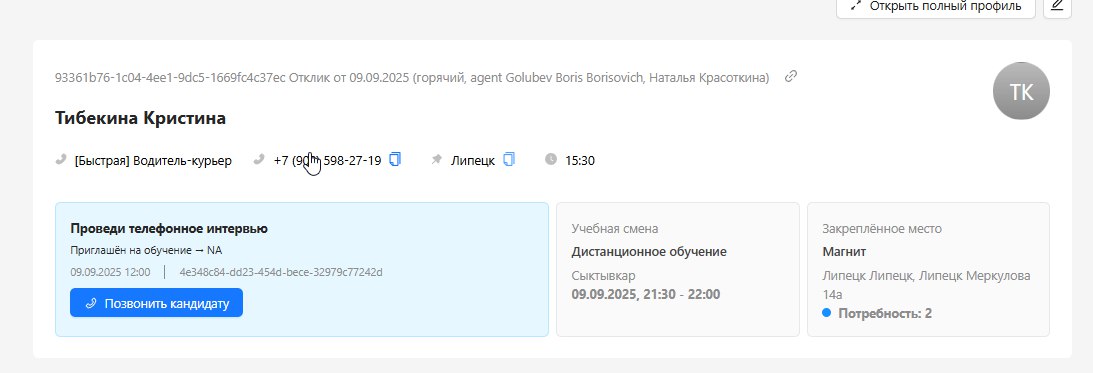 Открыть полный профиль
93361b76-1c04-4ee1-9dc5-1669fc4c37ec Отклик от 09.09.2025 (горячий, agent Golubev Boris Borisovich, Наталья Красоткина)
ТК
Тибекина Кристина
[Быстрая] Водитель-курьер
+7 (90 598-27-19
Липецк
15:30
Проведи телефонное интервью
Приглашён на обучение → NA
09.09.2025 12:00 | 4e348c84-dd23-454d-bece-32979c77242d
Позвонить кандидату
Учебная смена
Дистанционное обучение
Сыктывкар
09.09.2025, 21:30 - 22:00
Закреплённое место
Магнит
Липецк Липецк, Липецк Меркулова
14а
Потребность: 2